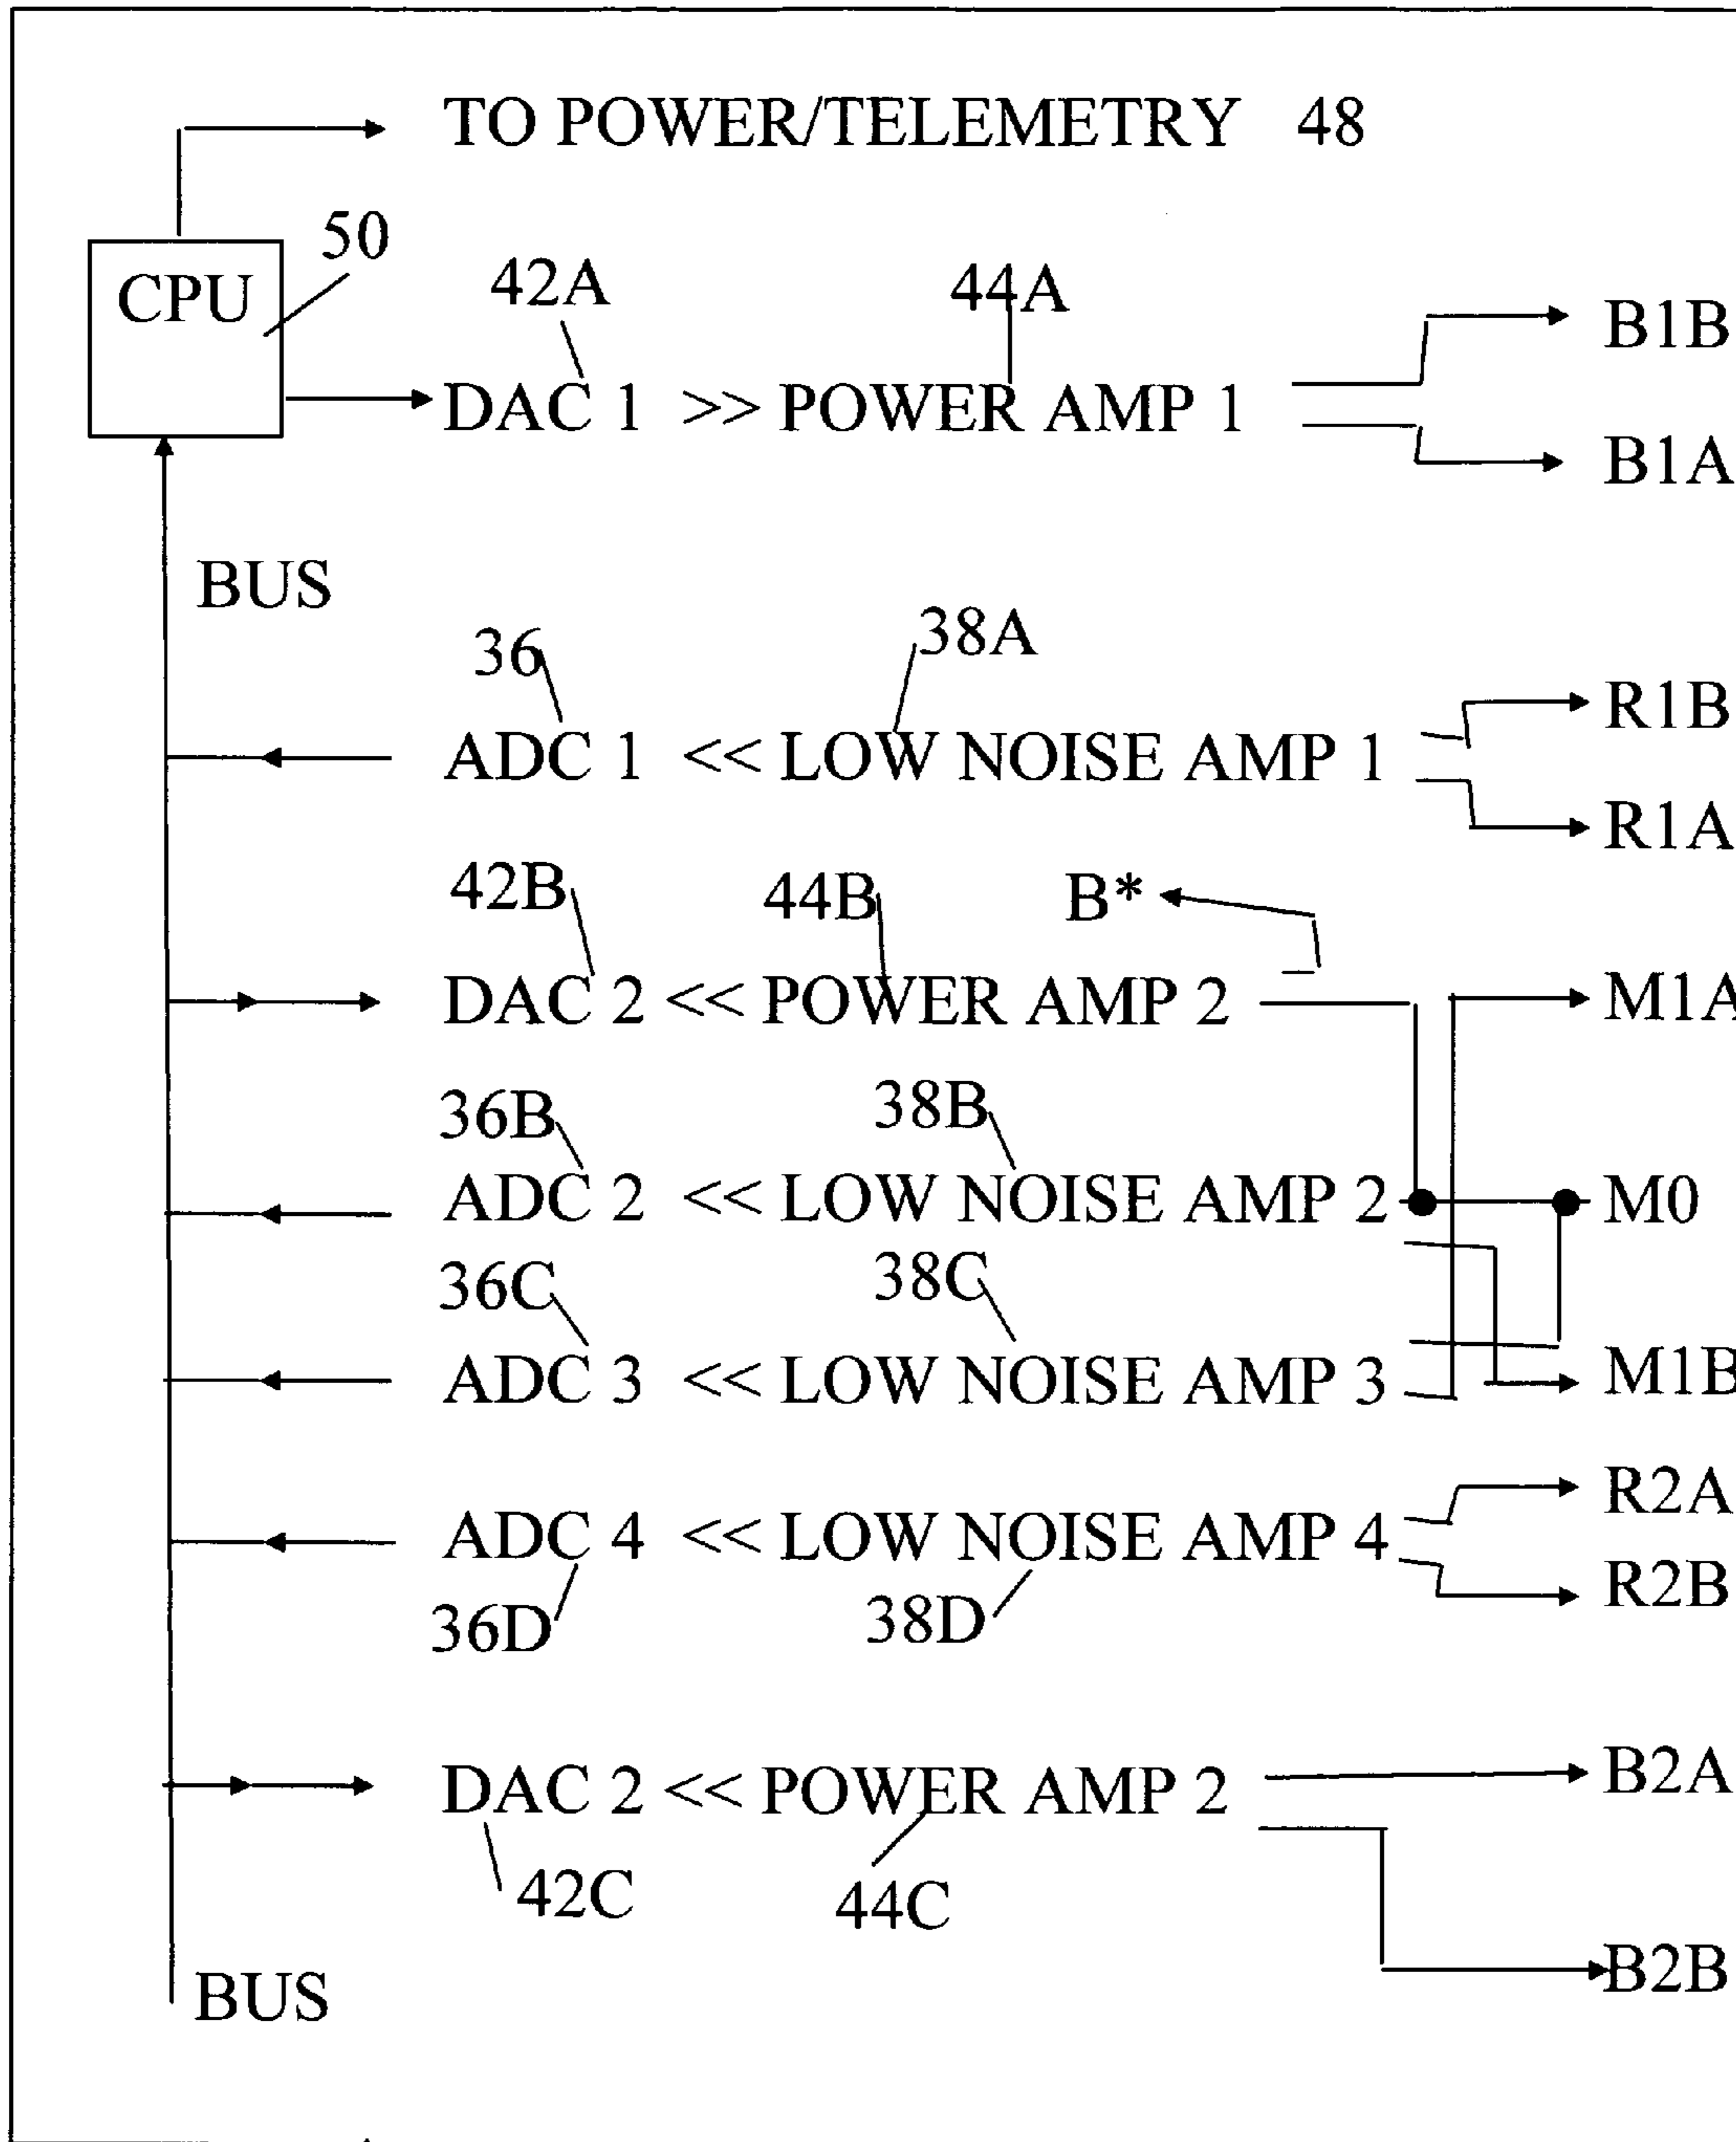 TO POWER/TELEMETRY 48
50
CPU
42A 44A
B1B
DAC 1 >> POWER AMP 1
B1A
BUS
36 38A
R1B
ADC 1 << LOW NOISE AMP 1
R1A
42B 44B B*
DAC 2 << POWER AMP 2 M1A
36B 38B
ADC 2 << LOW NOISE AMP 2 M0
36C 38C
ADC 3 << LOW NOISE AMP 3 M1B
R2A
ADC 4 << LOW NOISE AMP 4
R2B
36D 38D
DAC 2 << POWER AMP 2 B2A
42C 44C
BUS B2B